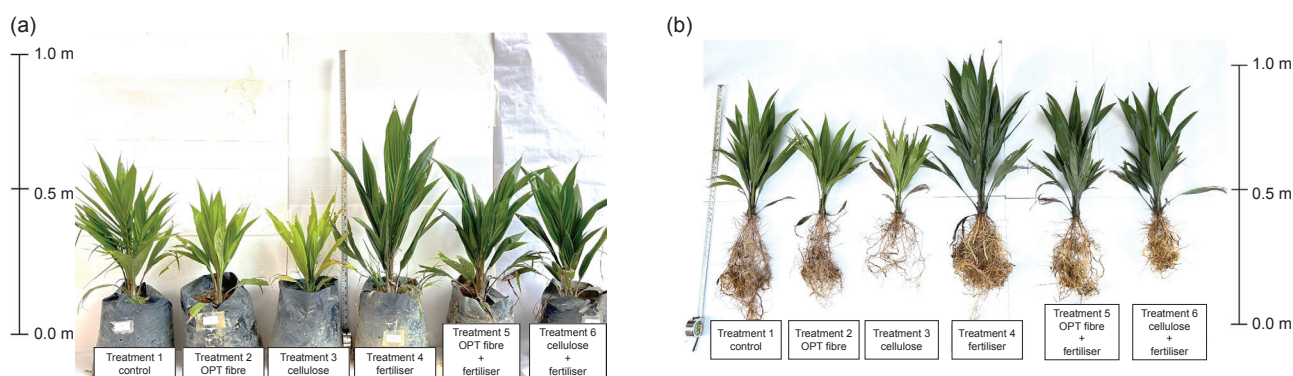 (a)
1.0 m
0.5 m
0.0 m
Treatment 1
control
Treatment 2
OPT fibre
Treatment 3
cellulose
Treatment 4
fertiliser
Treatment 5
OPT fibre
+
fertiliser
Treatment 6
cellulose
+
fertiliser
(b)
1.0 m
0.5 m
0.0 m
Treatment 1
control
Treatment 2
OPT fibre
Treatment 3
cellulose
Treatment 4
fertiliser
Treatment 5
OPT fibre
+
fertiliser
Treatment 6
cellulose
+
fertiliser